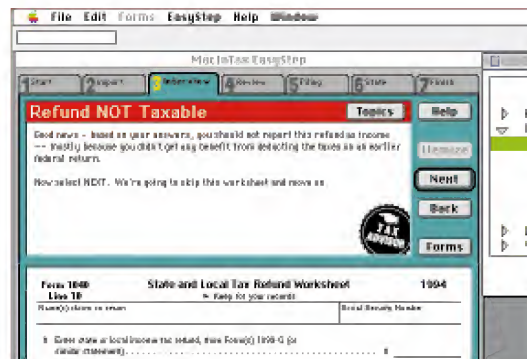 File Edit Forms EasyStep Help Window
MacInTax EasyStep
1 Start 2 Import 3 Interview 4 Review 5 Filing 6 State 7 Finish
Refund NOT Taxable
Topics
Help
Good news - based on your answers, you should not report this refund as income
-- mostly because you didn't get any benefit from deducting the taxes on an earlier
federal return.
Itemize
Now select NEXT. We're going to skip this worksheet and move on
Next
Back
TAX ADVISOR
Forms
Form 1040 State and Local Tax Refund Worksheet 1994
Line 10 ► Keep for your records
Name(s) shown on return Social Security Number
1 Enter state or local income tax refund, from Form(s) 1099-G (or
similar statement)